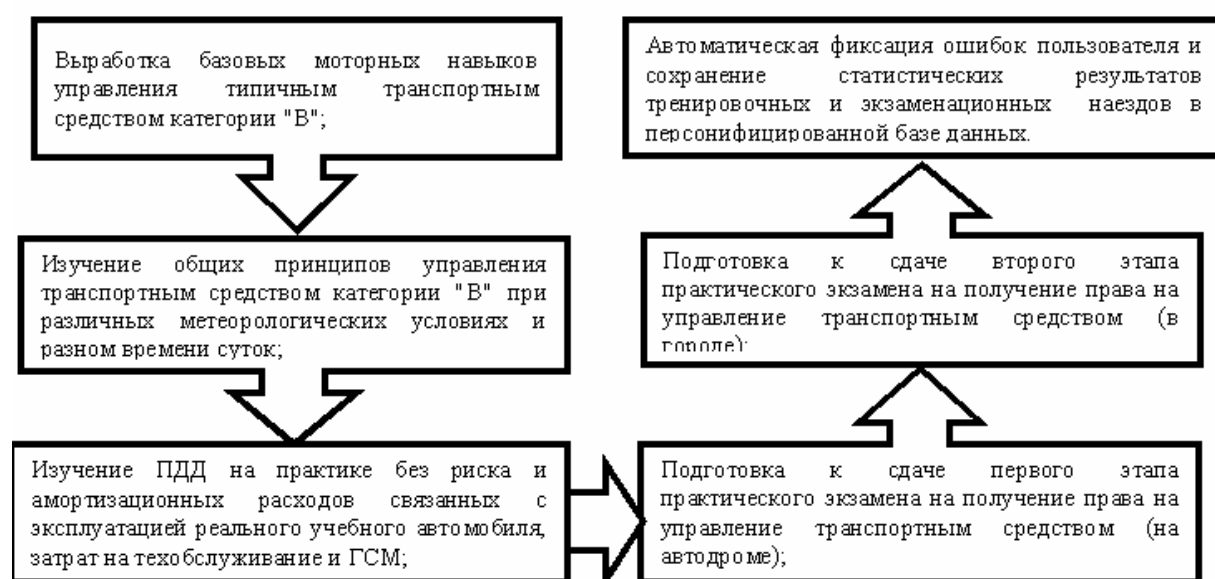 Выработка базовых моторных навыков
управления типичным транспортным
средством категории "В";
Изучение общих принципов управления
транспортным средством категории "В" при
различных метеорологических условиях и
разном времени суток;
Изучение ПДД на практике без риска и
амортизационных расходов связанных с
эксплуатацией реального учебного автомобиля,
затрат на техобслуживание и ГСМ;
Подготовка к сдаче первого этапа
практического экзамена на получение права на
управление транспортным средством (на
автодроме);
Подготовка к сдаче второго этапа
практического экзамена на получение права на
управление транспортным средством (в
городе);
Автоматическая фиксация ошибок пользователя и
сохранение статистических результатов
тренировочных и экзаменационных наездов в
персонифицированной базе данных.